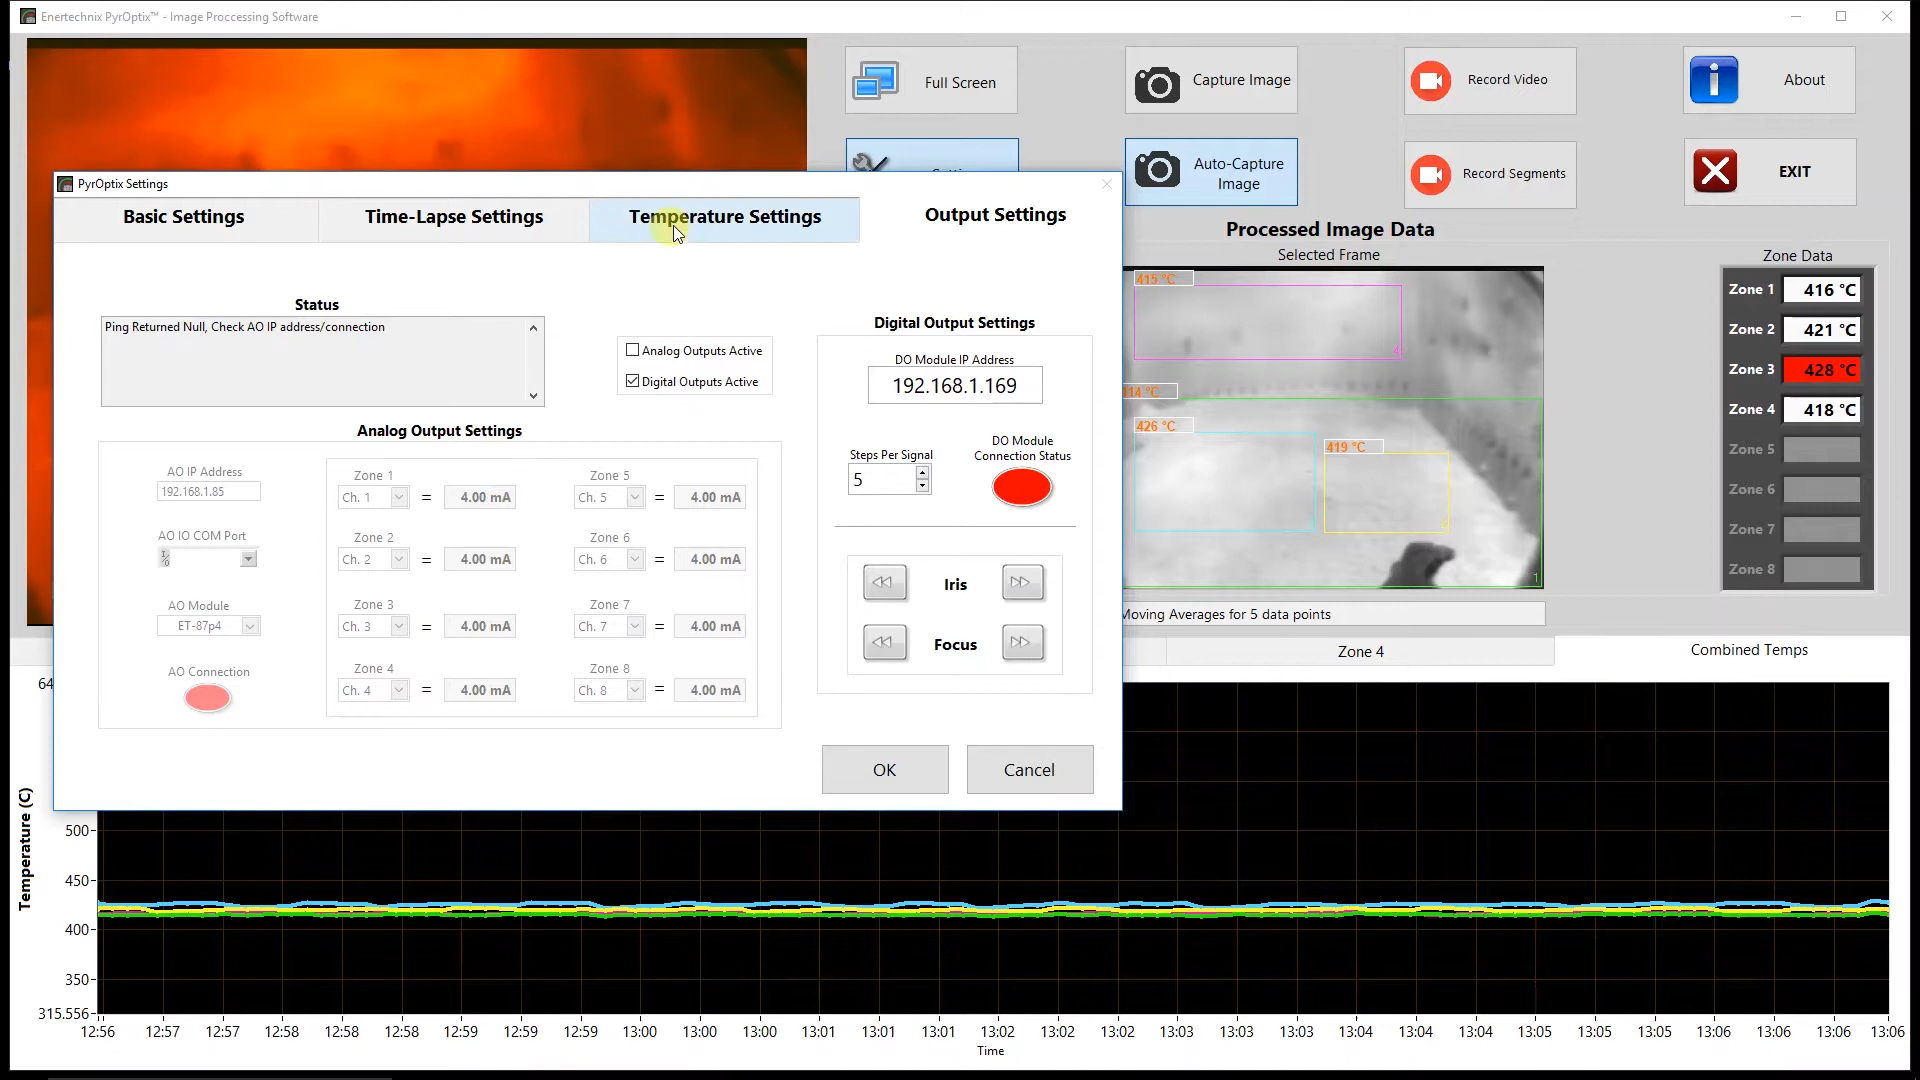 Enertechnix PyrOptix™ - Image Proccessing Software
Full Screen
Capture Image
Record Video
About
Auto-Capture
Image
Record Segments
EXIT
PyrOptix Settings
Basic Settings
Time-Lapse Settings
Temperature Settings
Output Settings
Status
Ping Returned Null, Check AO IP address/connection
Analog Outputs Active
Digital Outputs Active
Analog Output Settings
AO IP Address
192.168.1.85
AO IO COM Port
AO Module
ET-87p4
AO Connection
Zone 1
Ch. 1 = 4.00 mA
Zone 2
Ch. 2 = 4.00 mA
Zone 3
Ch. 3 = 4.00 mA
Zone 4
Ch. 4 = 4.00 mA
Zone 5
Ch. 5 = 4.00 mA
Zone 6
Ch. 6 = 4.00 mA
Zone 7
Ch. 7 = 4.00 mA
Zone 8
Ch. 8 = 4.00 mA
Digital Output Settings
DO Module IP Address
192.168.1.169
Steps Per Signal
5
DO Module
Connection Status
Iris
Focus
OK
Cancel
Processed Image Data
Selected Frame
415 °C
426 °C
419 °C
1
Moving Averages for 5 data points
Zone Data
Zone 1 416 °C
Zone 2 421 °C
Zone 3 428 °C
Zone 4 418 °C
Zone 5
Zone 6
Zone 7
Zone 8
Zone 4
Combined Temps
Temperature (C)
64
500
450
400
350
315.556
12:56 12:57 12:57 12:58 12:58 12:58 12:59 12:59 12:59 13:00 13:00 13:00 13:01 13:01 13:01 13:02 13:02 13:02 13:03 13:03 13:03 13:04 13:04 13:04 13:05 13:05 13:05 13:06 13:06 13:06 13:06
Time